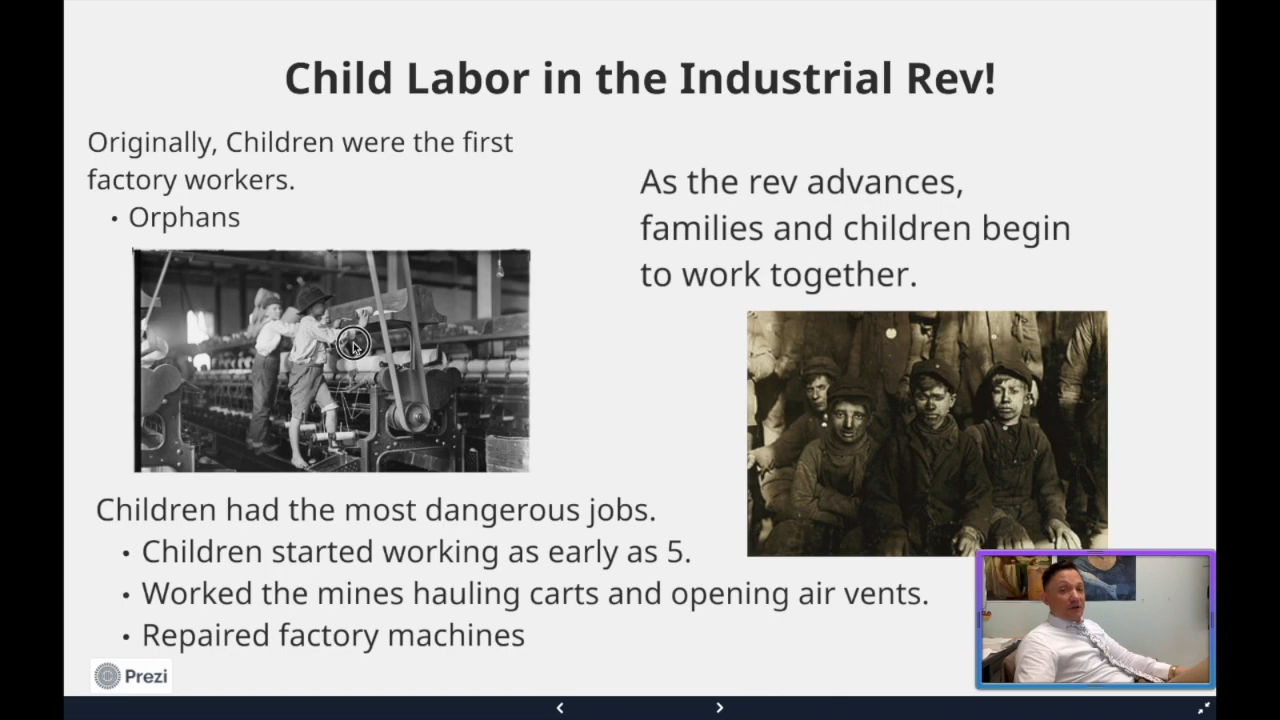 Child Labor in the Industrial Rev!
Originally, Children were the first
factory workers.
• Orphans
As the rev advances,
families and children begin
to work together.
Children had the most dangerous jobs.
• Children started working as early as 5.
• Worked the mines hauling carts and opening air vents.
• Repaired factory machines
Prezi